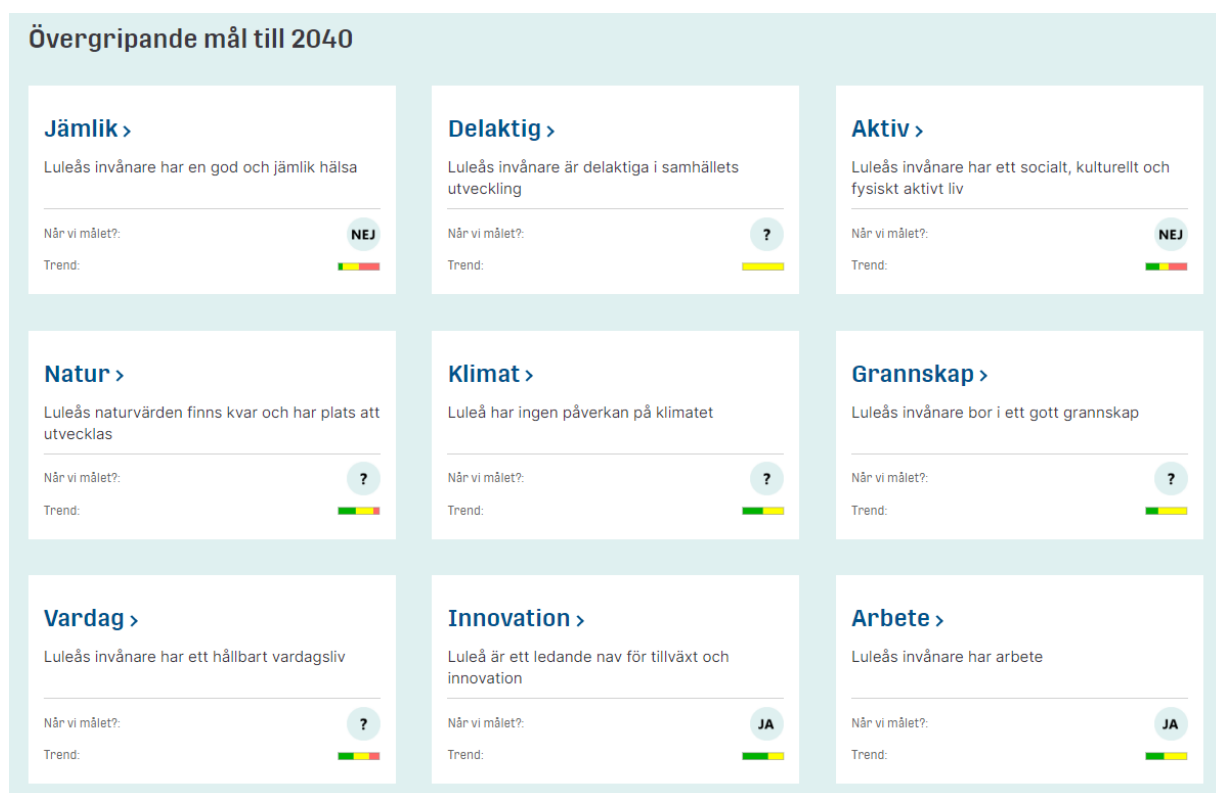 Övergripande mål till 2040
Jämlik ›
Luleås invånare har en god och jämlik hälsa
Når vi målet?:
NEJ
Trend:
Delaktig ›
Luleås invånare är delaktiga i samhällets
utveckling
Når vi målet?:
?
Trend:
Aktiv ›
Luleås invånare har ett socialt, kulturellt och
fysiskt aktivt liv
Når vi målet?:
NEJ
Trend:
Natur ›
Luleås naturvärden finns kvar och har plats att
utvecklas
Når vi målet?:
?
Trend:
Klimat ›
Luleå har ingen påverkan på klimatet
Når vi målet?:
?
Trend:
Grannskap ›
Luleås invånare bor i ett gott grannskap
Når vi målet?:
?
Trend:
Vardag ›
Luleås invånare har ett hållbart vardagsliv
Når vi målet?:
?
Trend:
Innovation ›
Luleå är ett ledande nav för tillväxt och
innovation
Når vi målet?:
JA
Trend:
Arbete ›
Luleås invånare har arbete
Når vi målet?:
JA
Trend: